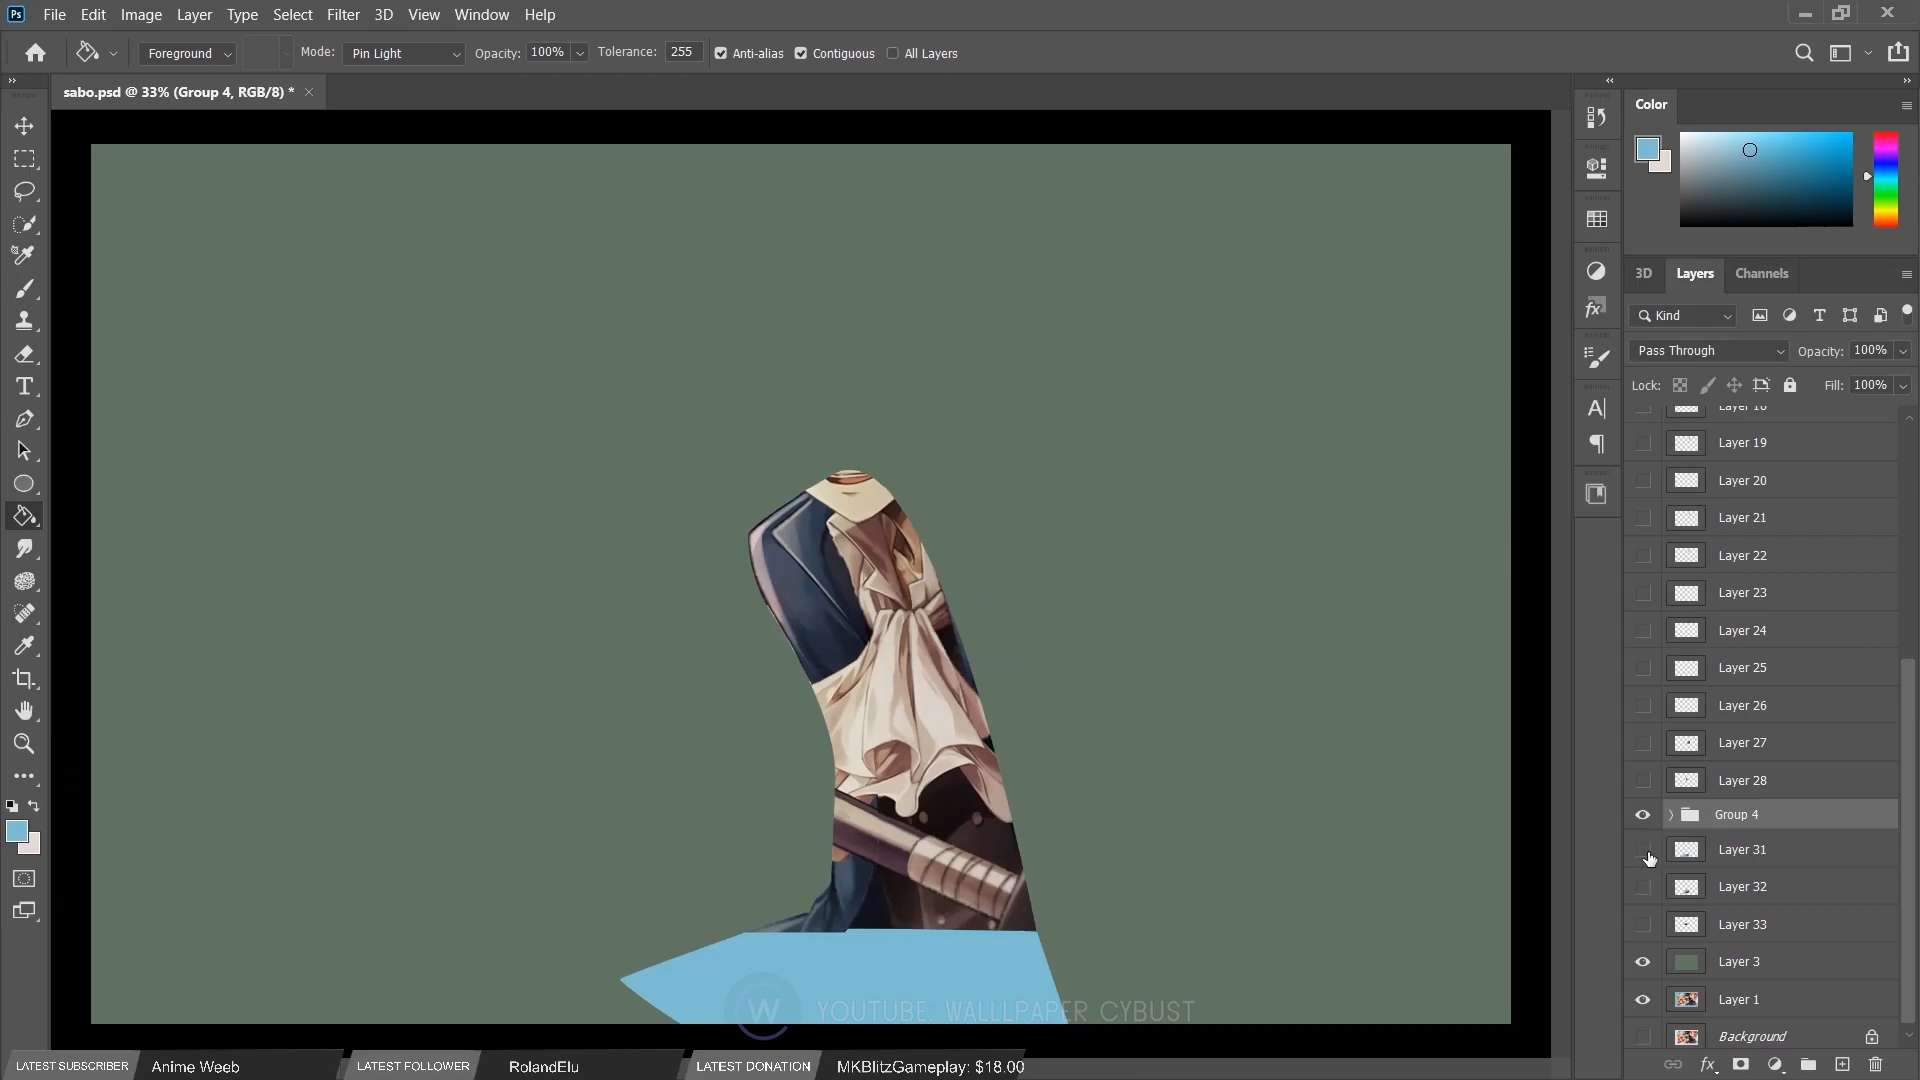 Ps File Edit Image Layer Type Select Filter 3D View Window Help
Foreground Mode: Pin Light Opacity: 100% Tolerance: 255 Anti-alias Contiguous All Layers
sabo.psd @ 33% (Group 4, RGB/8) *
Color
3D Layers Channels
Kind
Pass Through Opacity: 100%
Lock: Fill: 100%
Layer 18
Layer 19
Layer 20
Layer 21
Layer 22
Layer 23
Layer 24
Layer 25
Layer 26
Layer 27
Layer 28
Group 4
Layer 31
Layer 32
Layer 33
Layer 3
Layer 1
Background
W YOUTUBE: WALLLPAPER CYBUST
LATEST SUBSCRIBER Anime Weeb LATEST FOLLOWER RolandElu LATEST DONATION MKBlitzGameplay: $18.00